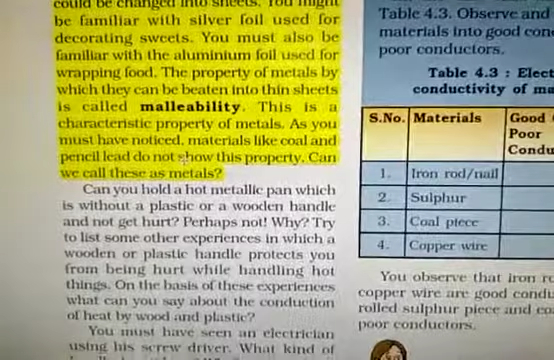 could be changed into sheets. You might
be familiar with silver foil used for
decorating sweets. You must also be
familiar with the aluminium foil used for
wrapping food. The property of metals by
which they can be beaten into thin sheets
is called malleability. This is a
characteristic property of metals. As you
must have noticed, materials like coal and
pencil lead do not show this property. Can
we call these as metals?
Can you hold a hot metallic pan which
is without a plastic or a wooden handle
and not get hurt? Perhaps not! Why? Try
to list some other experiences in which a
wooden or plastic handle protects you
from being hurt while handling hot
things. On the basis of these experiences
what can you say about the conduction
of heat by wood and plastic?
You must have seen an electrician
using his screw driver. What kind of
Table 4.3. Observe and
materials into good con
poor conductors.
Table 4.3 : Elect
conductivity of ma
S.No. Materials Good
Poor
Condu
1. Iron rod/nail
2. Sulphur
3. Coal piece
4. Copper wire
You observe that iron ro
copper wire are good condu
rolled sulphur piece and co
poor conductors.